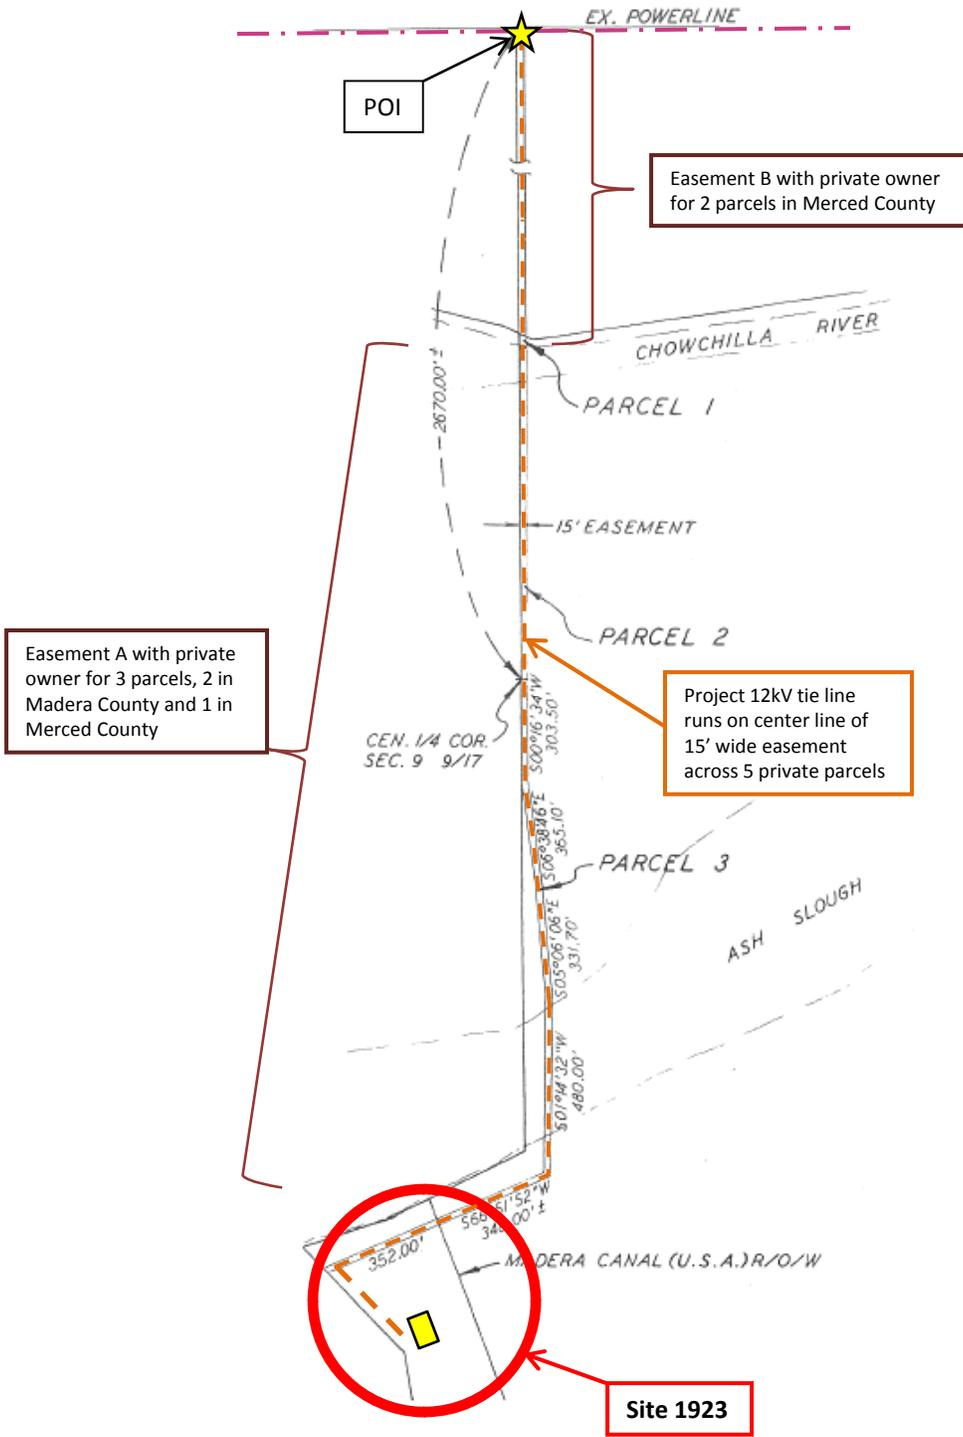 EX. POWERLINE
POI
Easement B with private owner
for 2 parcels in Merced County
CHOWCHILLA RIVER
2670.00' ±
PARCEL 1
15' EASEMENT
PARCEL 2
Easement A with private
owner for 3 parcels, 2 in
Madera County and 1 in
Merced County
Project 12kV tie line
runs on center line of
15’ wide easement
across 5 private parcels
CEN. 1/4 COR.
SEC. 9 9/17
S00°16'34"W
303.50'
365.10'
PARCEL 3
S05°06'06"E
331.70'
ASH SLOUGH
S01°14'32"W
480.00'
352.00'
MADERA CANAL (U.S.A.) R/O/W
Site 1923